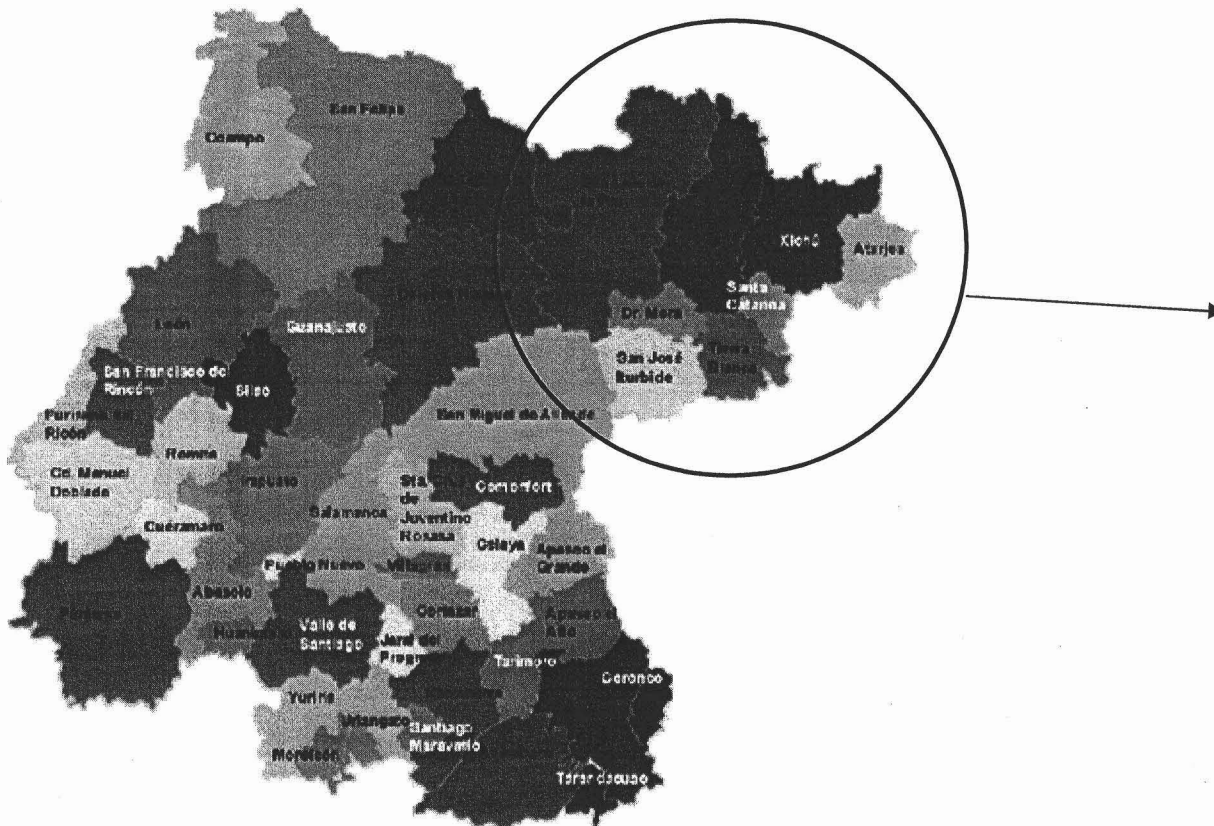 San Felipe
Ocampo
Xichú
Atarjea
Santa
Catarina
Dr. Mora
León
Guanajuato
San José
Iturbide
Tierra
Blanca
San Francisco del
Rincón
Silao
San Miguel de Allende
Purísima del
Rincón
Romita
Cd. Manuel
Doblado
Irapuato
Sta.
de
Juventino
Rosas
Comonfort
Salamanca
Cuéramaro
Celaya
Apaseo el
Grande
Pueblo Nuevo
Villagrán
Abasolo
Cortazar
Apaseo el
Alto
Pénjamo
Valle de
Santiago
Huanímaro
Jaral del
Progreso
Tarimoro
Coroneo
Yuriria
Uriangato
Santiago
Maravatío
Moroleón
Tarandacuao